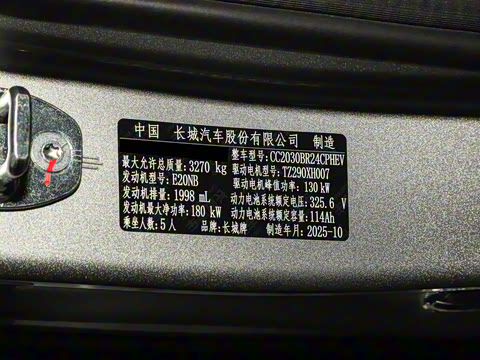 中国 长城汽车股份有限公司 制造
整车型号:CC2030BR24CPHEV
最大允许总质量:3270 kg 驱动电机型号:TZ290XH007
发动机型号:E20NB 驱动电机峰值功率:130 kW
发动机排量:1998 mL 动力电池系统额定电压:325.6 V
发动机最大净功率:180 kW 动力电池系统额定容量:114Ah
乘坐人数:5人 品牌:长城牌 制造年月:2025-10